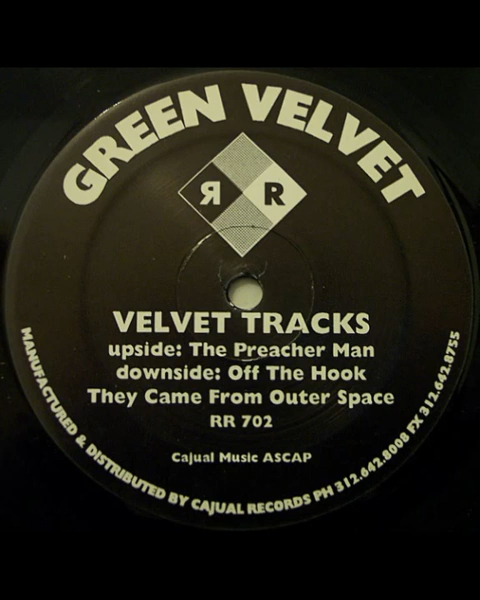 GREEN VELVET
Я R
VELVET TRACKS
upside: The Preacher Man
downside: Off The Hook
They Came From Outer Space
RR 702
Cajual Music ASCAP
MANUFACTURED & DISTRIBUTED BY CAJUAL RECORDS PH 312.642.8008 FX 312.642.8755